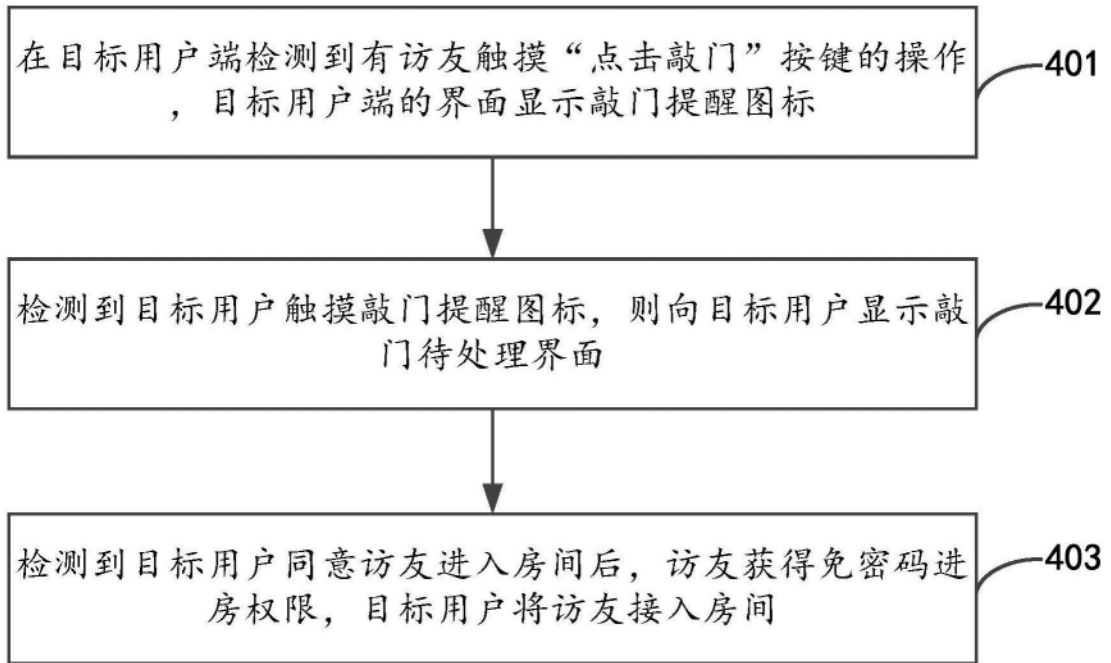 在目标用户端检测到有访友触摸“点击敲门”按键的操作
，目标用户端的界面显示敲门提醒图标
401
检测到目标用户触摸敲门提醒图标，则向目标用户显示敲
门待处理界面
402
检测到目标用户同意访友进入房间后，访友获得免密码进
房权限，目标用户将访友接入房间
403